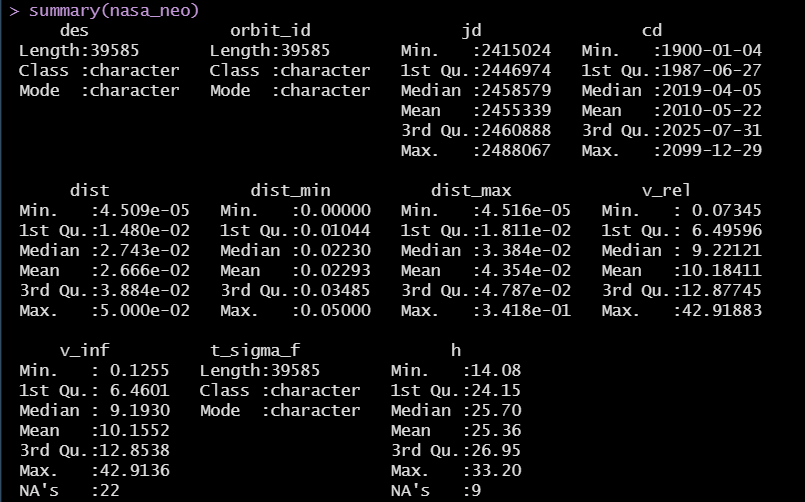 > summary(nasa_neo)
     des              orbit_id               jd                cd
 Length:39585       Length:39585       Min.   :2415024   Min.   :1900-01-04
 Class :character   Class :character   1st Qu.:2446974   1st Qu.:1987-06-27
 Mode  :character   Mode  :character   Median :2458579   Median :2019-04-05
                                       Mean   :2455339   Mean   :2010-05-22
                                       3rd Qu.:2460888   3rd Qu.:2025-07-31
                                       Max.   :2488067   Max.   :2099-12-29
      dist              dist_min          dist_max             v_rel
 Min.   :4.509e-05   Min.   :0.00000   Min.   :4.516e-05   Min.   : 0.07345
 1st Qu.:1.480e-02   1st Qu.:0.01044   1st Qu.:1.811e-02   1st Qu.: 6.49596
 Median :2.743e-02   Median :0.02230   Median :3.384e-02   Median : 9.22121
 Mean   :2.666e-02   Mean   :0.02293   Mean   :4.354e-02   Mean   :10.18411
 3rd Qu.:3.884e-02   3rd Qu.:0.03485   3rd Qu.:4.787e-02   3rd Qu.:12.87745
 Max.   :5.000e-02   Max.   :0.05000   Max.   :3.418e-01   Max.   :42.91883
     v_inf          t_sigma_f               h
 Min.   : 0.1255   Length:39585       Min.   :14.08
 1st Qu.: 6.4601   Class :character   1st Qu.:24.15
 Median : 9.1930   Mode  :character   Median :25.70
 Mean   :10.1552                      Mean   :25.36
 3rd Qu.:12.8538                      3rd Qu.:26.95
 Max.   :42.9136                      Max.   :33.20
 NA's   :22                           NA's   :9